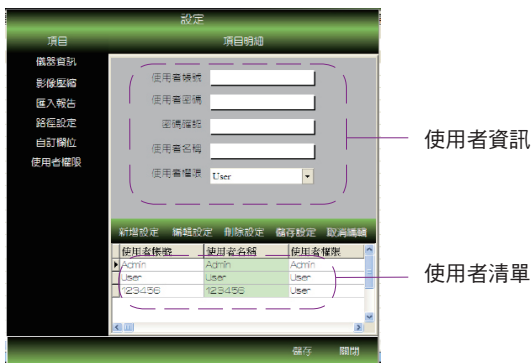 設定
項目 項目明細
儀器資訊
影像壓縮
匯入報告
路徑設定
自訂欄位
使用者權限
使用者帳號
使用者密碼
密碼確認
使用者名稱
使用者權限 User
使用者資訊
新增設定 編輯設定 刪除設定 儲存設定 取消編輯
使用者帳號 使用者名稱 使用者權限
Admin Admin Admin
User User User
123456 123456 User
使用者清單
儲存 關閉